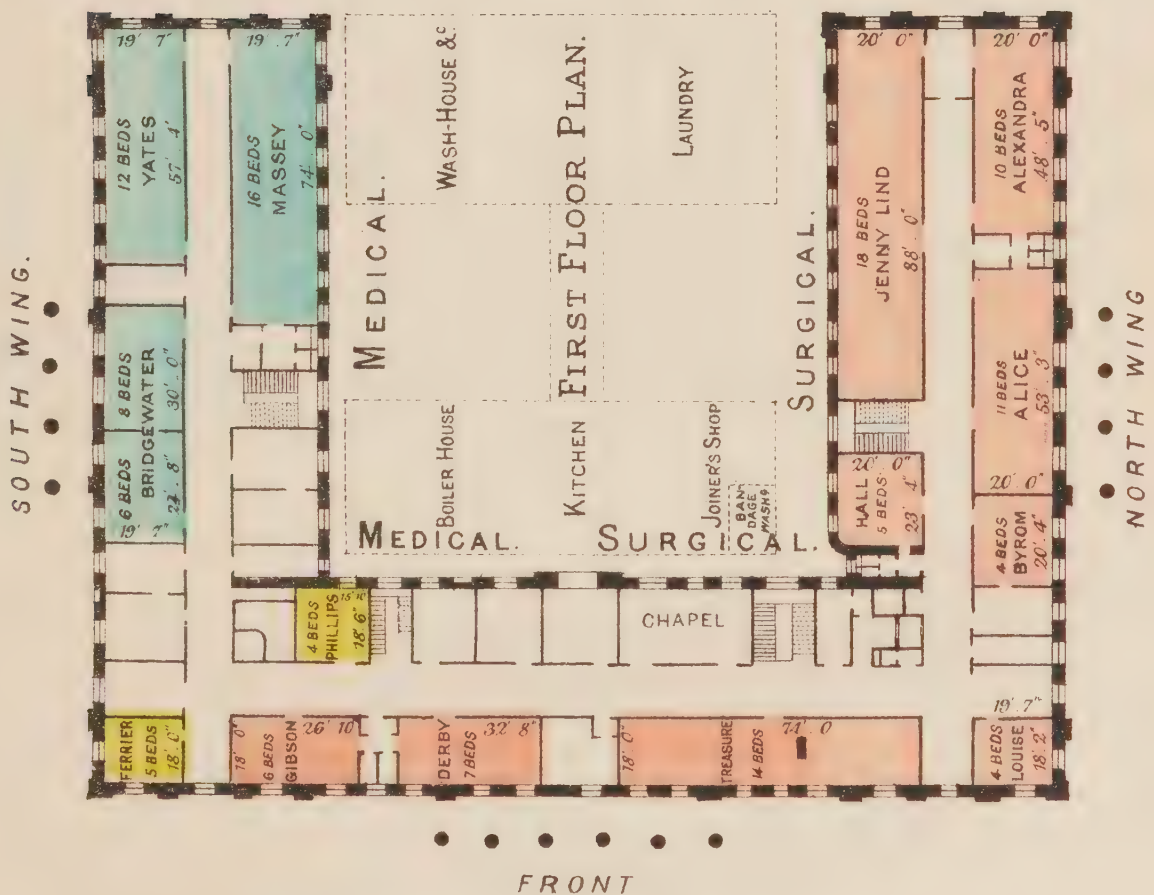 19' 7"
12 BEDS
YATES
57'. 4'
19'. 7"
16 BEDS
MASSEY
74'. 0"
MEDICAL.
WASH-HOUSE &c
FIRST FLOOR PLAN.
LAUNDRY
SURGICAL.
20' 0"
18 BEDS
JENNY LIND
88'. 0"
20' 0"
10 BEDS
ALEXANDRA
48'. 5"
SOUTH WING.
8 BEDS
6 BEDS
BRIDGEWATER
30'. 0"
8"
19' 7"
BOILER HOUSE
KITCHEN
JOINER'S SHOP
BAN
DAGE
WASHG
MEDICAL.
SURGICAL.
20' 0"
HALL
5 BEDS
23' 4"
11 BEDS
ALICE
53'. 3"
20' 0"
4 BEDS
BYROM
20'. 4"
NORTH WING
4 BEDS
PHILLIPS
18' 6"
15' 10"
CHAPEL
FERRIER
5 BEDS
18'. 0"
18'. 0"
26' 10
6 BEDS
GIBSON
32' 8"
DERBY
7 BEDS
18'. 0"
TREASURE
14 BEDS
19' 7"
4 BEDS
LOUISE
18'. 2"
FRONT